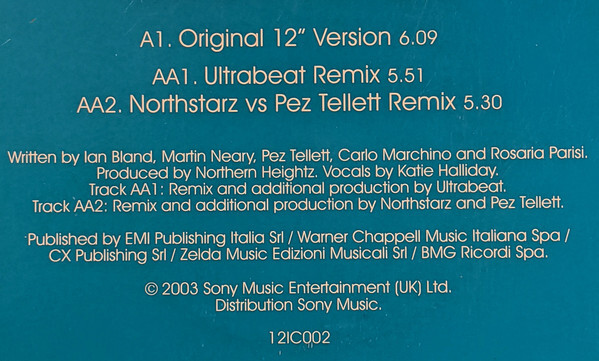 A1. Original 12" Version 6.09
AA1. Ultrabeat Remix 5.51
AA2. Northstarz vs Pez Tellett Remix 5.30
Written by Ian Bland, Martin Neary, Pez Tellett, Carlo Marchino and Rosaria Parisi.
Produced by Northern Heightz. Vocals by Katie Halliday.
Track AA1: Remix and additional production by Ultrabeat.
Track AA2: Remix and additional production by Northstarz and Pez Tellett.
Published by EMI Publishing Italia Srl / Warner Chappell Music Italiana Spa /
CX Publishing Srl / Zelda Music Edizioni Musicali Srl / BMG Ricordi Spa.
© 2003 Sony Music Entertainment (UK) Ltd.
Distribution Sony Music.
12IC002